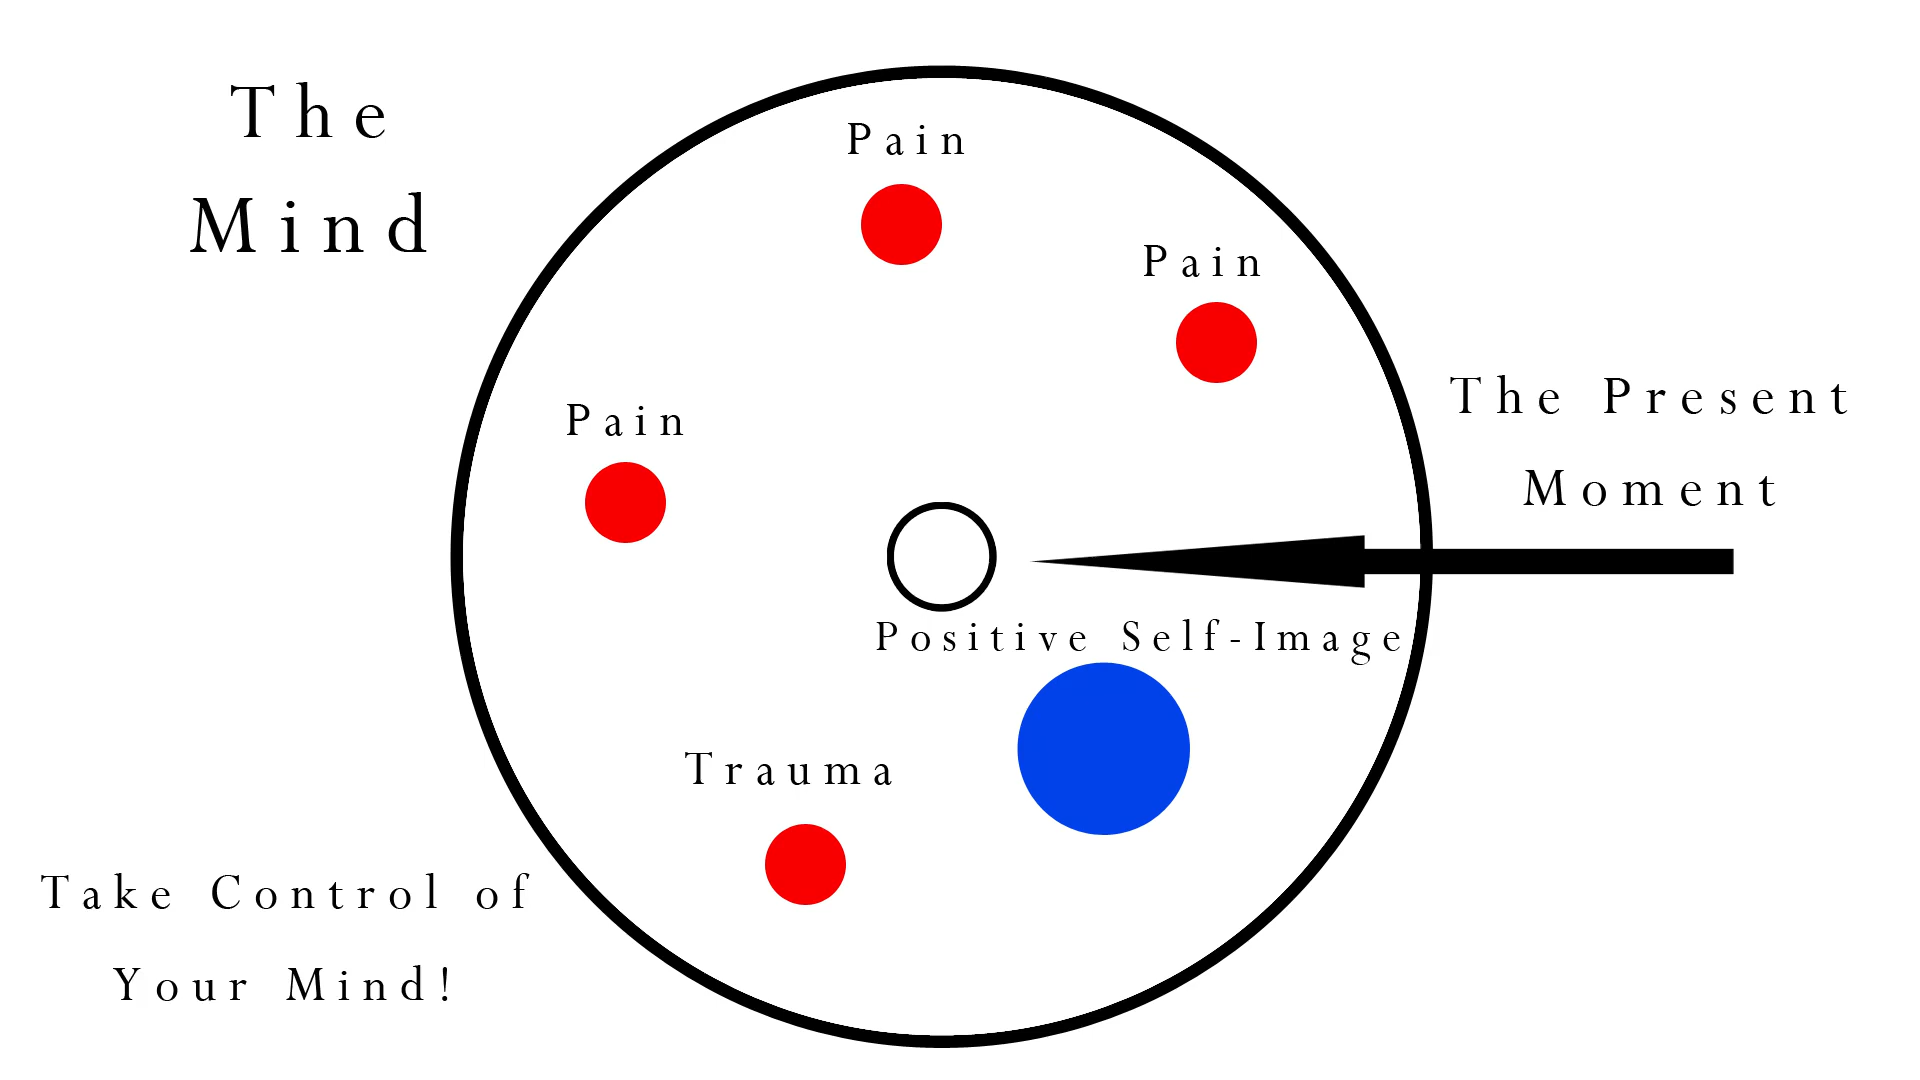 The
Mind
Pain
Pain
Pain
The Present
Moment
Positive Self-Image
Trauma
Take Control of
Your Mind!